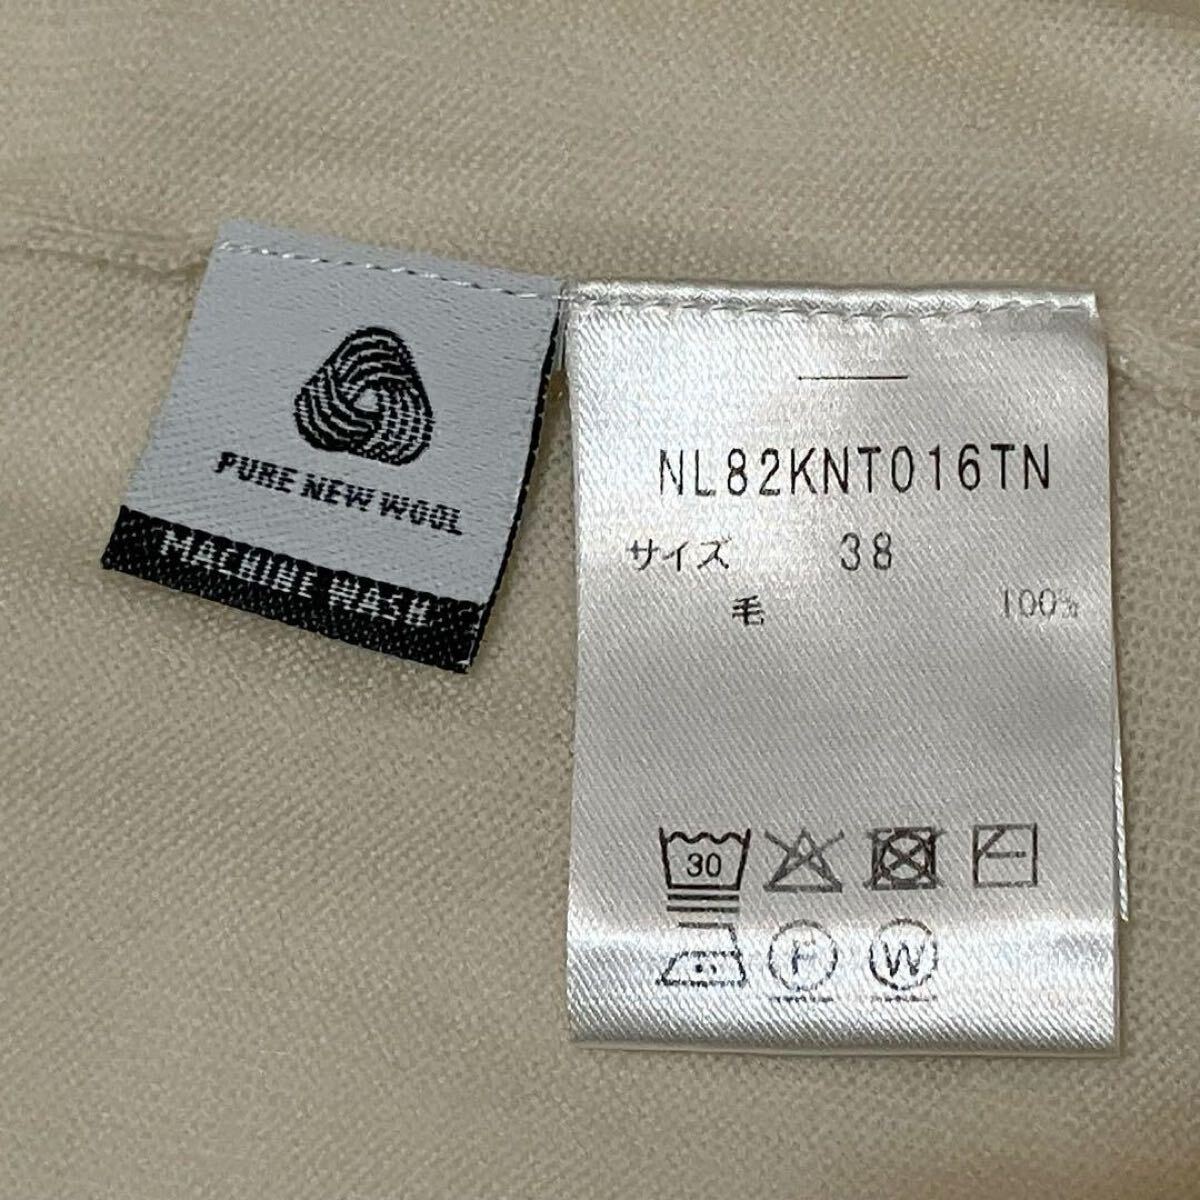 PURE NEW WOOL
MACHINE WASH
NL82KNT016TN
サイズ 38
毛 100%
30
F W